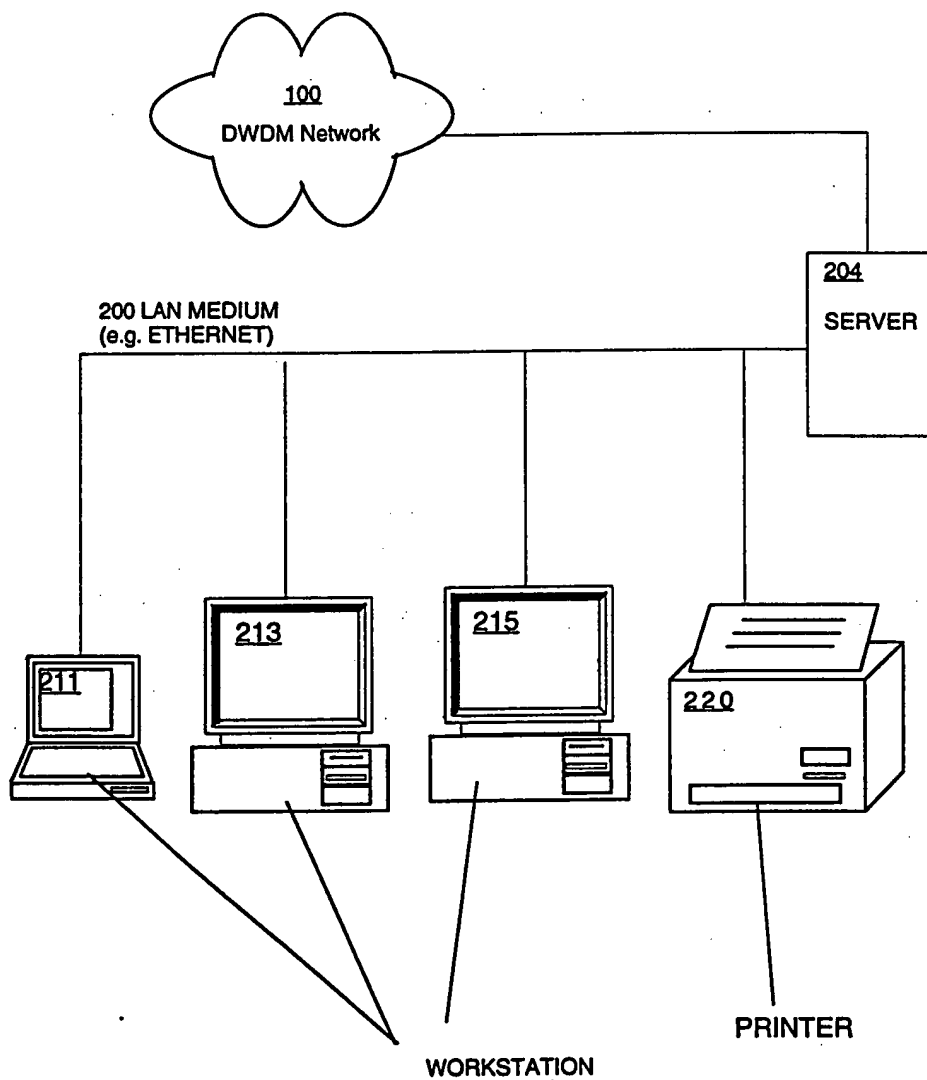 100
DWDM Network
204
SERVER
200 LAN MEDIUM
(e.g. ETHERNET)
211
213
215
220
PRINTER
WORKSTATION